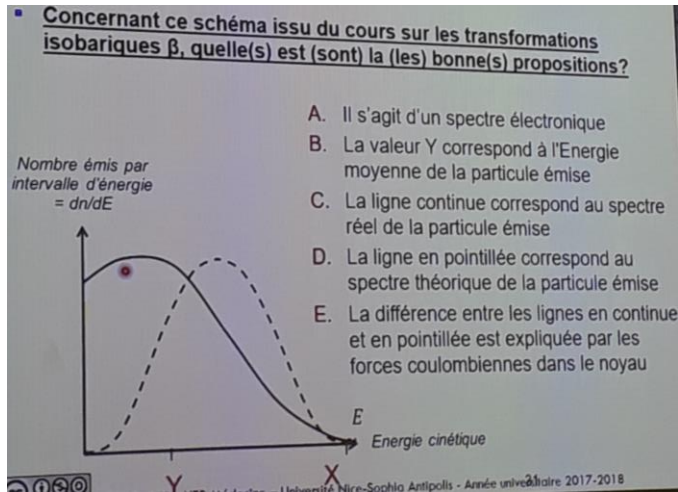 Concernant ce schéma issu du cours sur les transformations
isobariques β, quelle(s) est (sont) la (les) bonne(s) propositions?
A. Il s'agit d'un spectre électronique
B. La valeur Y correspond à l'Energie
moyenne de la particule émise
C. La ligne continue correspond au spectre
réel de la particule émise
D. La ligne en pointillée correspond au
spectre théorique de la particule émise
E. La différence entre les lignes en continue
et en pointillée est expliquée par les
forces coulombiennes dans le noyau
Nombre émis par
intervalle d'énergie
= dn/dE
E
Energie cinétique
Y
X
Université Nice-Sophia Antipolis - Année universitaire 2017-2018